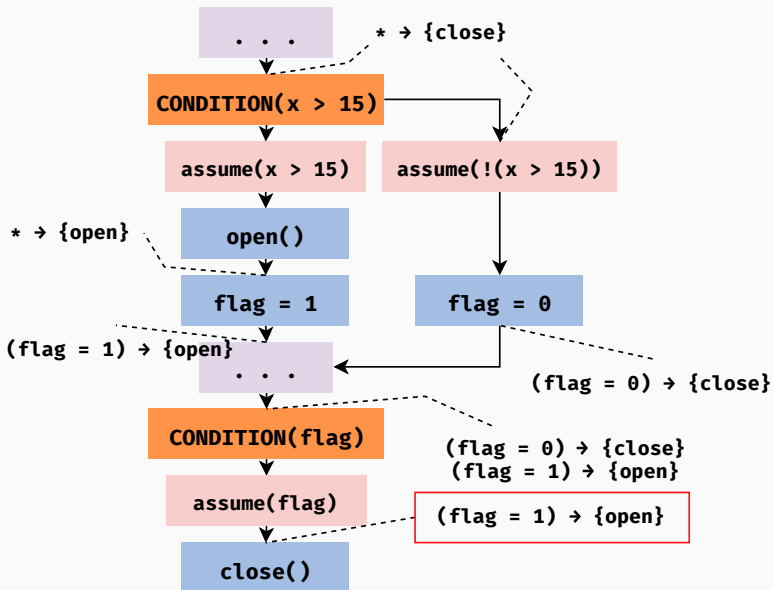 . . .
* → {close}
CONDITION(x > 15)
assume(x > 15)
assume(!(x > 15))
* → {open}
open()
flag = 1
flag = 0
(flag = 1) → {open}
. . .
(flag = 0) → {close}
CONDITION(flag)
(flag = 0) → {close}
(flag = 1) → {open}
assume(flag)
(flag = 1) → {open}
close()